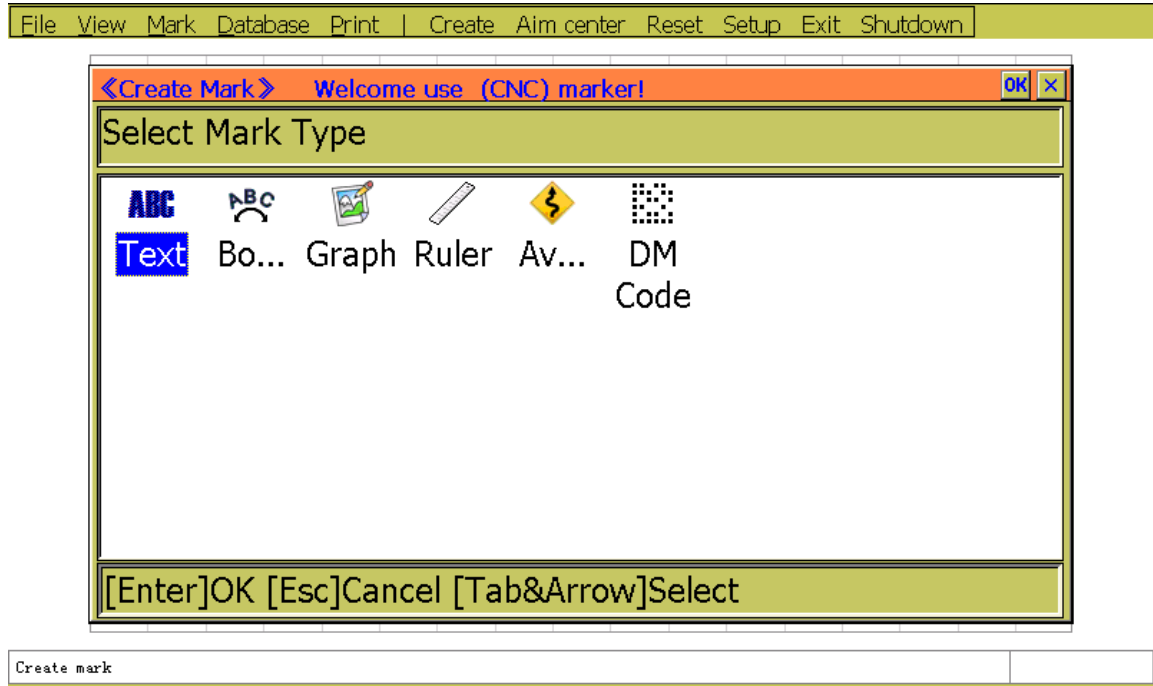 File View Mark Database Print | Create Aim center Reset Setup Exit Shutdown
《Create Mark》 Welcome use (CNC) marker! OK ×
Select Mark Type
ABC ABC
Text Bo... Graph Ruler Av... DM
Code
[Enter]OK [Esc]Cancel [Tab&Arrow]Select
Create mark